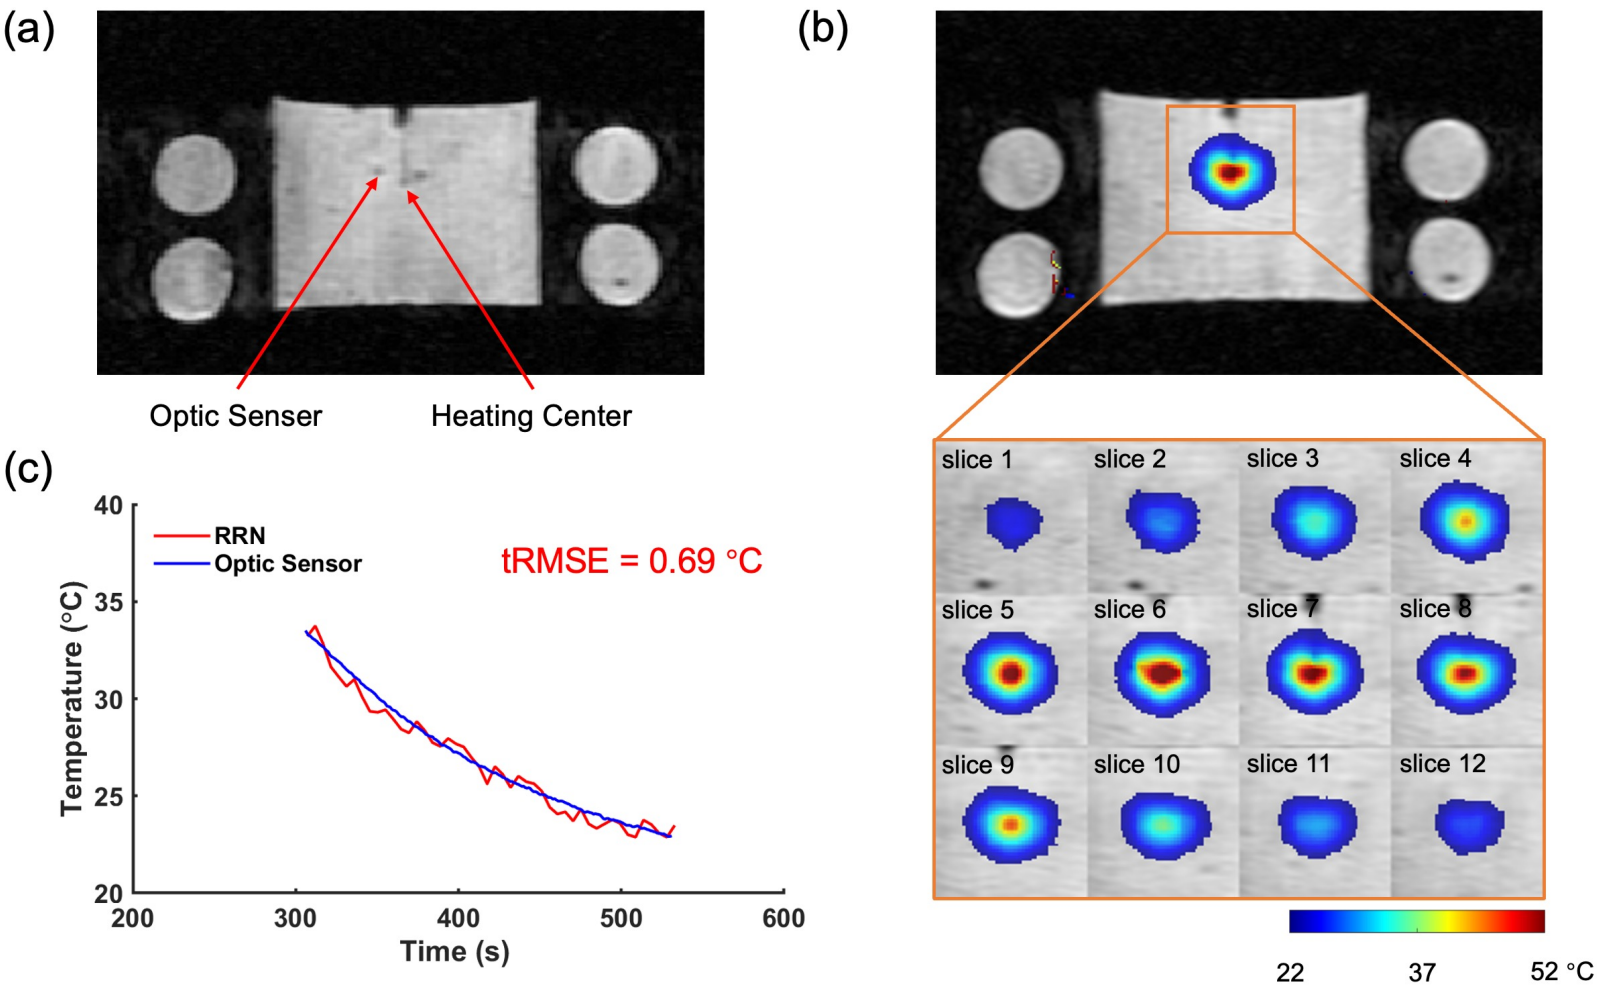 (a)
Optic Senser
Heating Center
(b)
slice 1
slice 2
slice 3
slice 4
slice 5
slice 6
slice 7
slice 8
slice 9
slice 10
slice 11
slice 12
22
37
52 °C
(c)
40
35
30
25
20
Temperature (°C)
RRN
Optic Sensor
tRMSE = 0.69 °C
200
300
400
500
600
Time (s)